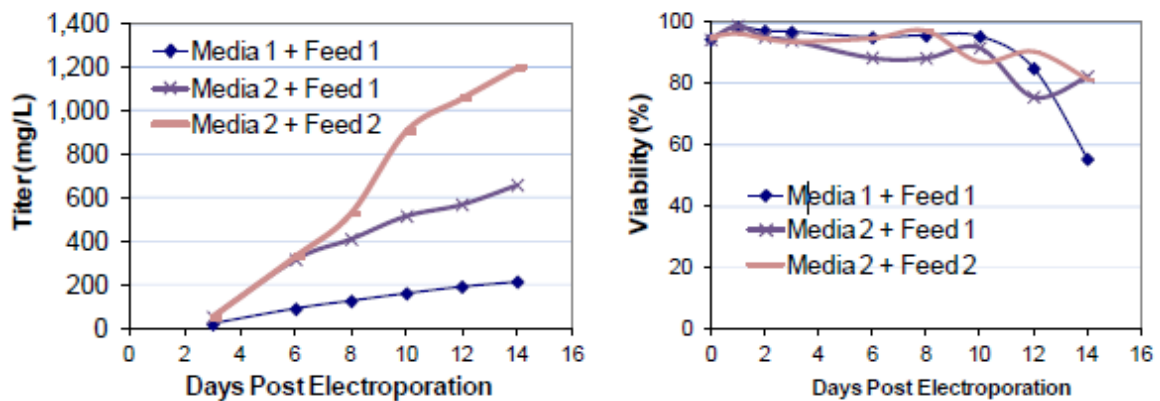 1,400
1,200
1,000
800
600
400
200
0
Titer (mg/L)
Media 1 + Feed 1
Media 2 + Feed 1
Media 2 + Feed 2
0 2 4 6 8 10 12 14 16
Days Post Electroporation
100
80
60
40
20
0
Viability (%)
Media 1 + Feed 1
Media 2 + Feed 1
Media 2 + Feed 2
0 2 4 6 8 10 12 14 16
Days Post Electroporation